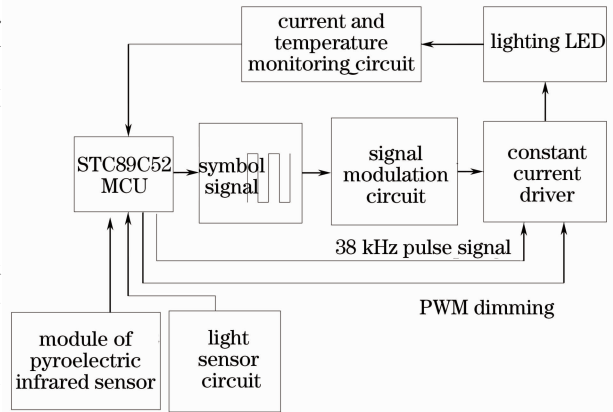 current and
temperature
monitoring circuit
lighting LED
STC89C52
MCU
symbol
signal
signal
modulation
circuit
constant
current
driver
38 kHz pulse signal
PWM dimming
module of
pyroelectric
infrared sensor
light
sensor
circuit